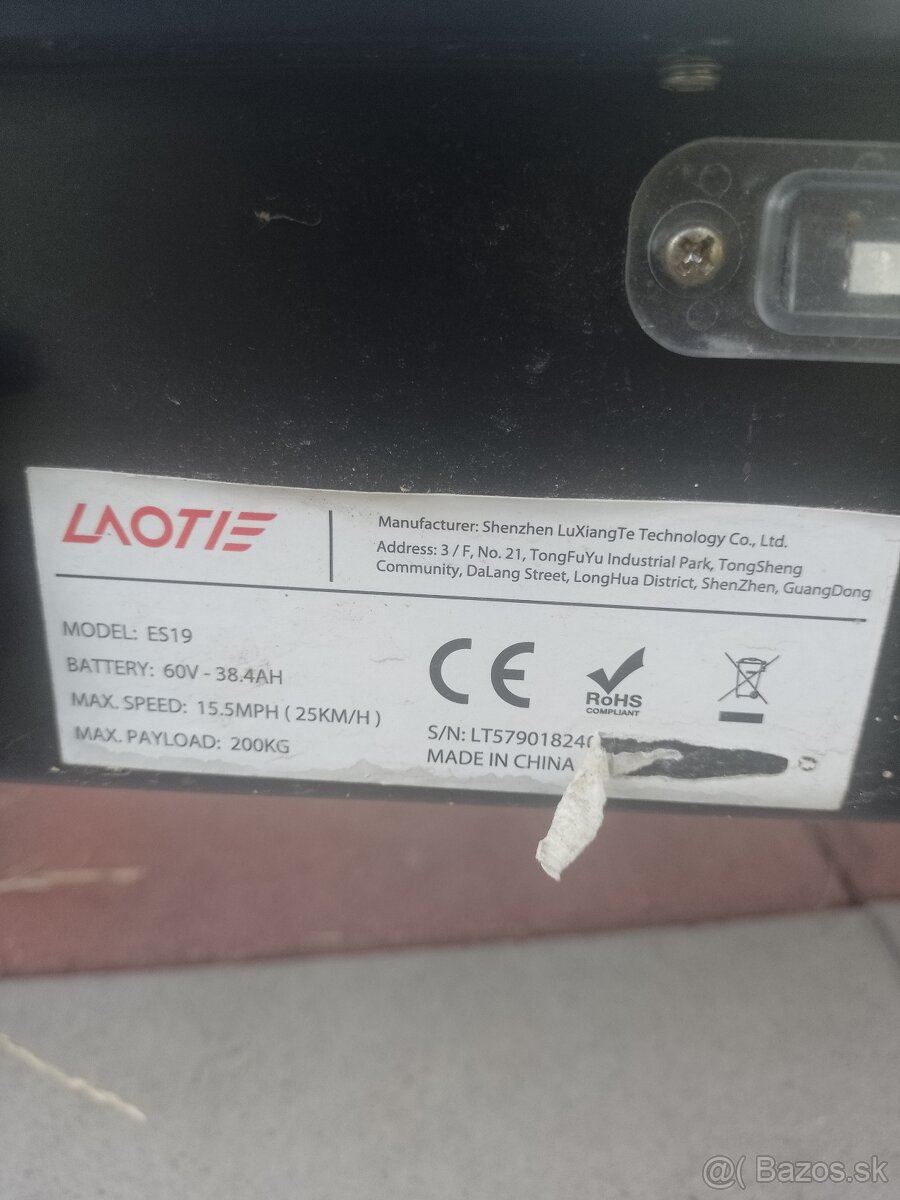 LAOTIE
Manufacturer: Shenzhen LuXiangTe Technology Co., Ltd.
Address: 3 / F, No. 21, TongFuYu Industrial Park, TongSheng
Community, DaLang Street, LongHua District, ShenZhen, GuangDong
MODEL: ES19
BATTERY: 60V - 38.4AH
MAX. SPEED: 15.5MPH ( 25KM/H )
MAX. PAYLOAD: 200KG
CE
RoHS
COMPLIANT
S/N: LT579018240
MADE IN CHINA
@( Bazos.sk